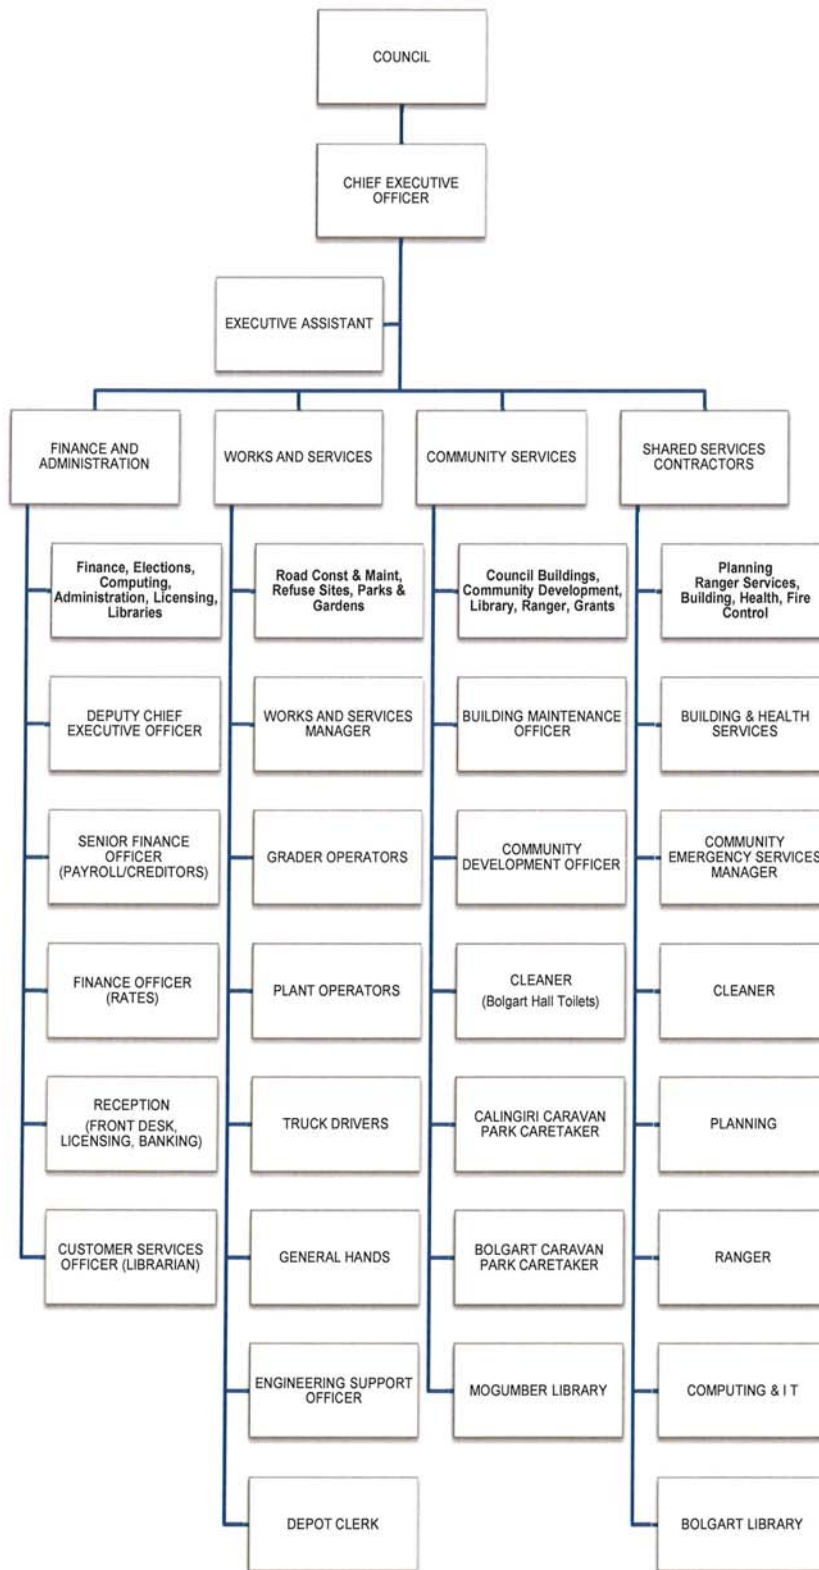 COUNCIL
CHIEF EXECUTIVE
OFFICER
EXECUTIVE ASSISTANT
FINANCE AND
ADMINISTRATION
WORKS AND SERVICES
COMMUNITY SERVICES
SHARED SERVICES
CONTRACTORS
Finance, Elections,
Computing,
Administration, Licensing,
Libraries
Road Const & Maint,
Refuse Sites, Parks &
Gardens
Council Buildings,
Community Development,
Library, Ranger, Grants
Planning
Ranger Services,
Building, Health, Fire
Control
DEPUTY CHIEF
EXECUTIVE OFFICER
WORKS AND SERVICES
MANAGER
BUILDING MAINTENANCE
OFFICER
BUILDING & HEALTH
SERVICES
SENIOR FINANCE
OFFICER
(PAYROLL/CREDITORS)
GRADER OPERATORS
COMMUNITY
DEVELOPMENT OFFICER
COMMUNITY
EMERGENCY SERVICES
MANAGER
FINANCE OFFICER
(RATES)
PLANT OPERATORS
CLEANER
(Bolgart Hall Toilets)
CLEANER
RECEPTION
(FRONT DESK,
LICENSING, BANKING)
TRUCK DRIVERS
CALINGIRI CARAVAN
PARK CARETAKER
PLANNING
CUSTOMER SERVICES
OFFICER (LIBRARIAN)
GENERAL HANDS
BOLGART CARAVAN
PARK CARETAKER
RANGER
ENGINEERING SUPPORT
OFFICER
MOGUMBER LIBRARY
COMPUTING & I T
DEPOT CLERK
BOLGART LIBRARY